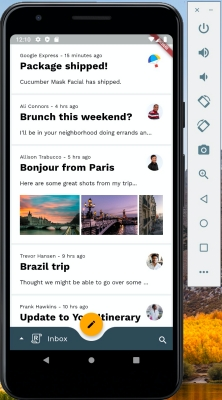 12:10
Google Express - 18 minutes ago
Package shipped!
Cucumber Mask Facial has shipped.
Ali Connors - 4 hrs ago
Brunch this weekend?
I'll be in your neighborhood doing errands an...
Allison Trabucco - 5 hrs ago
Bonjour from Paris
Here are some great shots from my trip...
Trevor Hansen - 9 hrs ago
Brazil trip
Thought we might be able to go over some ...
Frank Hawkins - 10 hrs ago
Update to Your Itinerary
Inbox